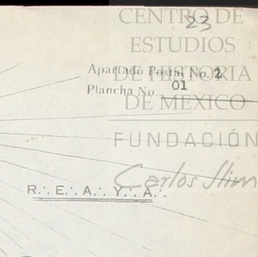 CENTRO DE
23
ESTUDIOS
Apartado Postal No. 2
DE HISTORIA
Plancha No. 01
DE MEXICO
FUNDACIÓN
Carlos Slim
R∴ E∴ A∴ Y∴ A∴